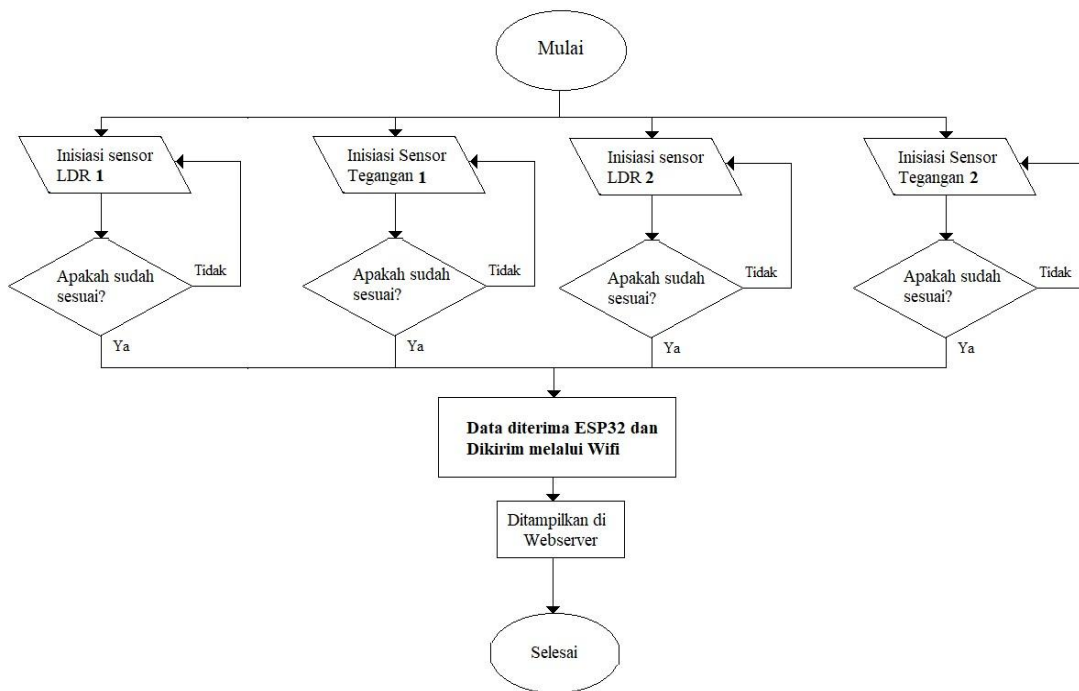 Mulai
Inisiasi sensor
LDR 1
Inisiasi Sensor
Tegangan 1
Inisiasi sensor
LDR 2
Inisiasi Sensor
Tegangan 2
Apakah sudah
sesuai?
Tidak
Apakah sudah
sesuai?
Tidak
Apakah sudah
sesuai?
Tidak
Apakah sudah
sesuai?
Tidak
Ya
Ya
Ya
Ya
Data diterima ESP32 dan
Dikirim melalui Wifi
Ditampilkan di
Webserver
Selesai